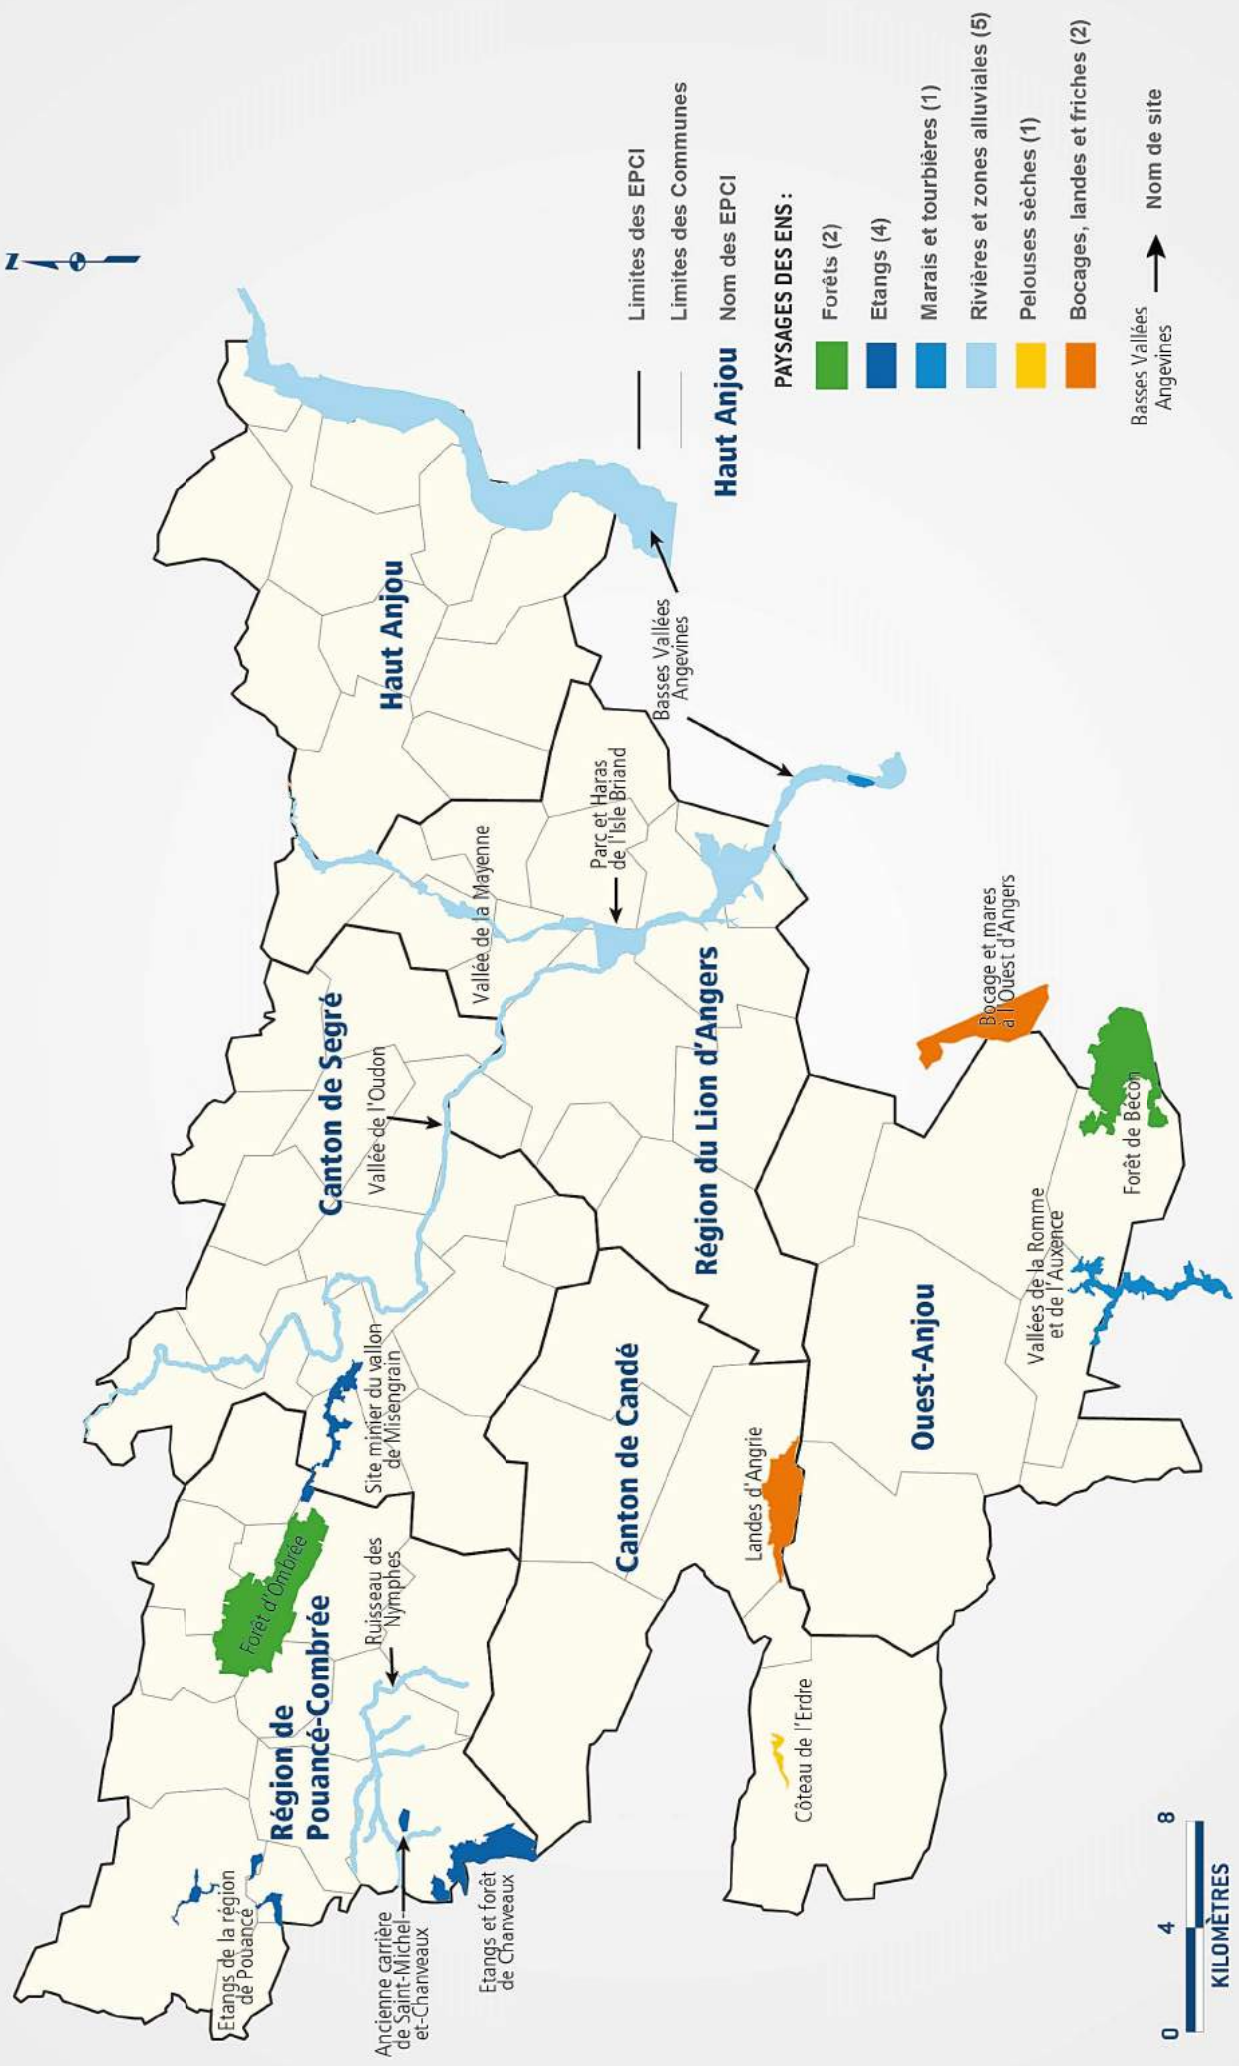 N
Etangs de la région
de Pouancé
Région de
Pouancé-Combrée
Forêt d'Ombrée
Ancienne carrière
de Saint-Michel-
et-Chanveaux
Etangs et forêt
de Chanveaux
Ruisseau des
Nymphes
Site minier du vallon
de Misengrain
Canton de Segré
Vallée de l'Oudon
Vallée de la Mayenne
Haut Anjou
Parc et Haras
de l'Isle Briand
Basses Vallées
Angevines
Région du Lion d'Angers
Canton de Candé
Landes d'Angrie
Côteau de l'Erdre
Ouest-Anjou
Vallées de la Romme
et de l'Auxence
Bocage et mares
à l'Ouest d'Angers
Forêt de Bécon
Limites des EPCI
Limites des Communes
Haut Anjou Nom des EPCI
PAYSAGES DES ENS :
Forêts (2)
Etangs (4)
Marais et tourbières (1)
Rivières et zones alluviales (5)
Pelouses sèches (1)
Bocages, landes et friches (2)
Basses Vallées
Angevines
Nom de site
0 4 8
KILOMÈTRES